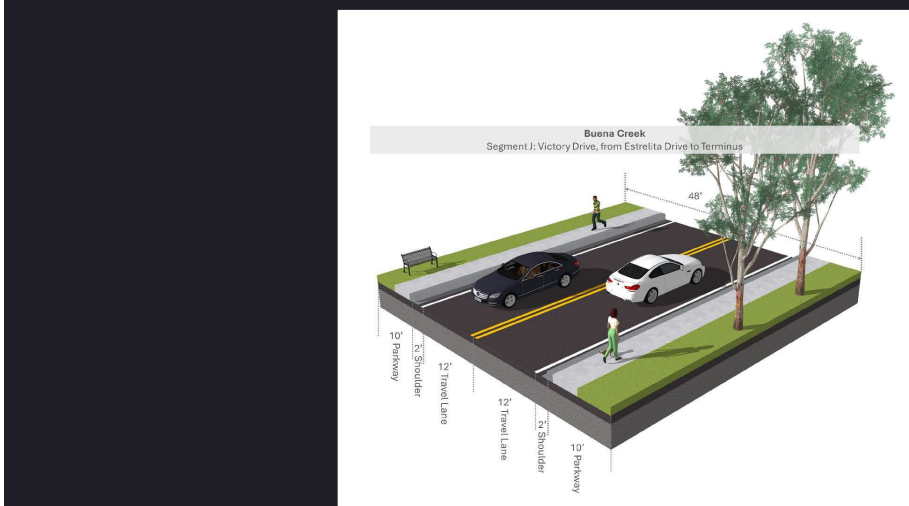 Buena Creek
Segment J: Victory Drive, from Estrelita Drive to Terminus
48'
10' Parkway
2' Shoulder
12' Travel Lane
12' Travel Lane
2' Shoulder
10' Parkway